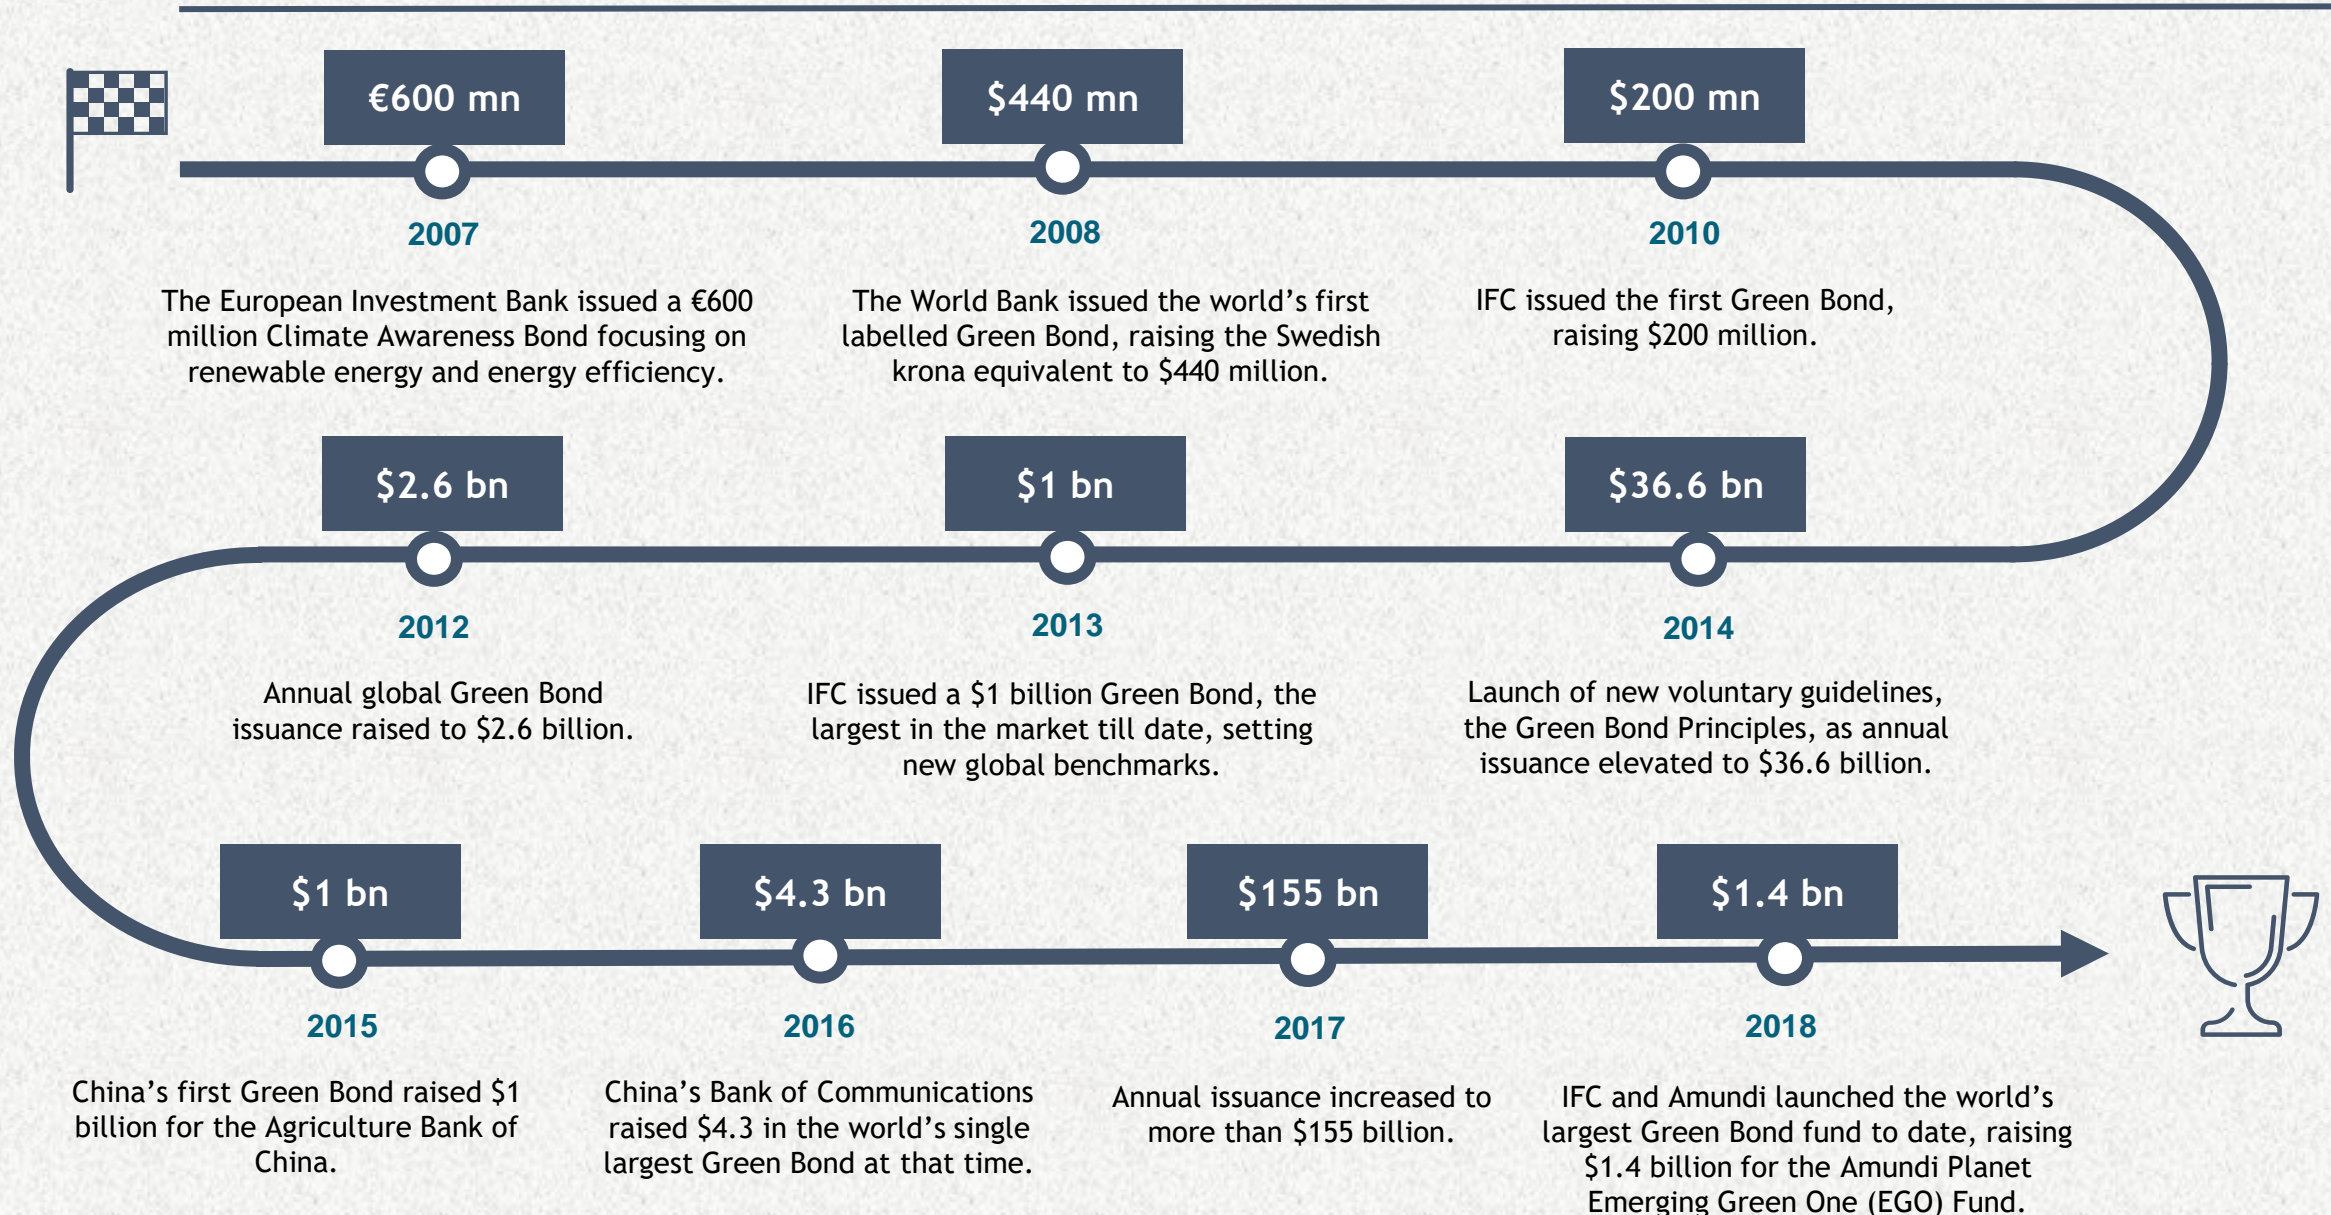 €600 mn
2007
The European Investment Bank issued a €600
million Climate Awareness Bond focusing on
renewable energy and energy efficiency.
$440 mn
2008
The World Bank issued the world’s first
labelled Green Bond, raising the Swedish
krona equivalent to $440 million.
$200 mn
2010
IFC issued the first Green Bond,
raising $200 million.
$2.6 bn
2012
Annual global Green Bond
issuance raised to $2.6 billion.
$1 bn
2013
IFC issued a $1 billion Green Bond, the
largest in the market till date, setting
new global benchmarks.
$36.6 bn
2014
Launch of new voluntary guidelines,
the Green Bond Principles, as annual
issuance elevated to $36.6 billion.
$1 bn
2015
China’s first Green Bond raised $1
billion for the Agriculture Bank of
China.
$4.3 bn
2016
China’s Bank of Communications
raised $4.3 in the world’s single
largest Green Bond at that time.
$155 bn
2017
Annual issuance increased to
more than $155 billion.
$1.4 bn
2018
IFC and Amundi launched the world’s
largest Green Bond fund to date, raising
$1.4 billion for the Amundi Planet
Emerging Green One (EGO) Fund.